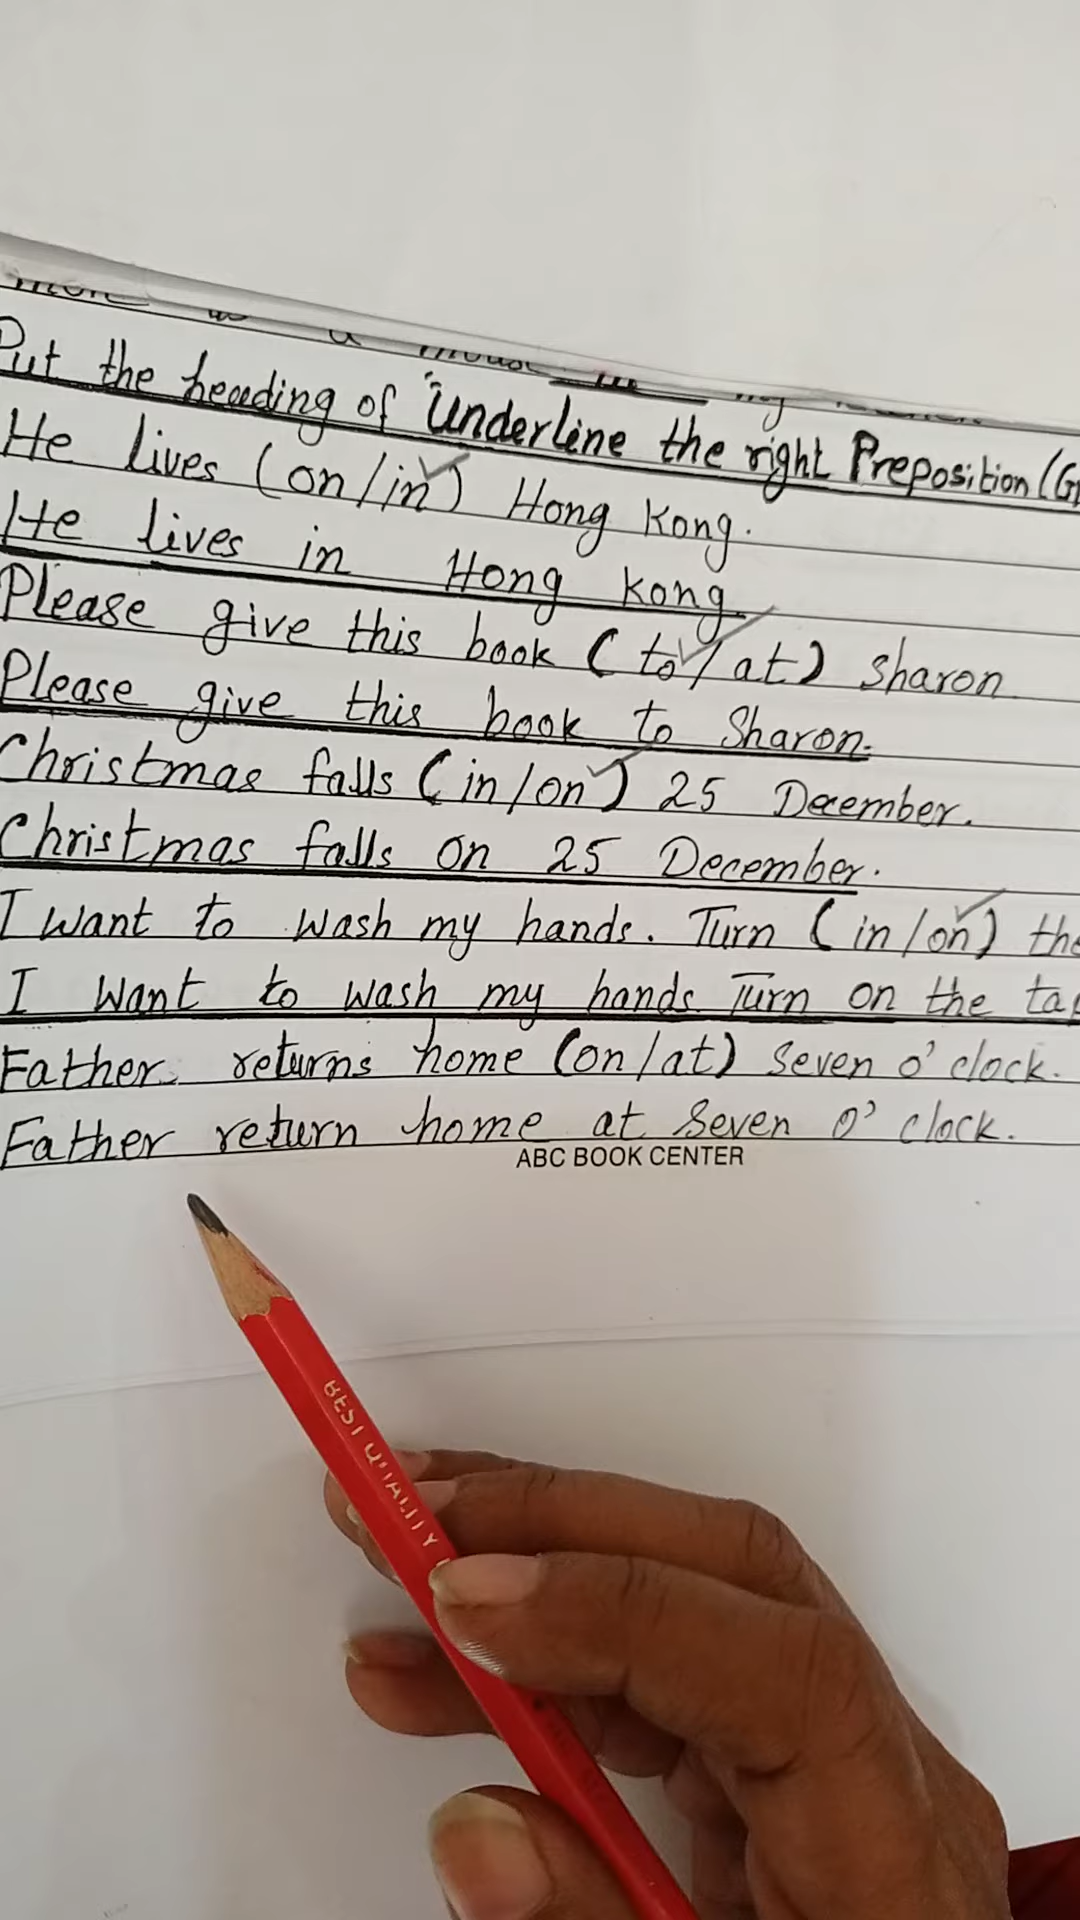 Put the heading of "Underline the right Preposition (
He lives (on/in) Hong Kong.
He lives in Hong Kong.
Please give this book (to/at) Sharon
Please give this book to Sharon.
Christmas falls (in/on) 25 December.
Christmas falls on 25 December.
I want to wash my hands. Turn (in/on) the
I want to wash my hands. Turn on the tap
Father returns home (on/at) Seven o'clock.
Father return home at Seven O'clock.
ABC BOOK CENTER
BEST QUALITY